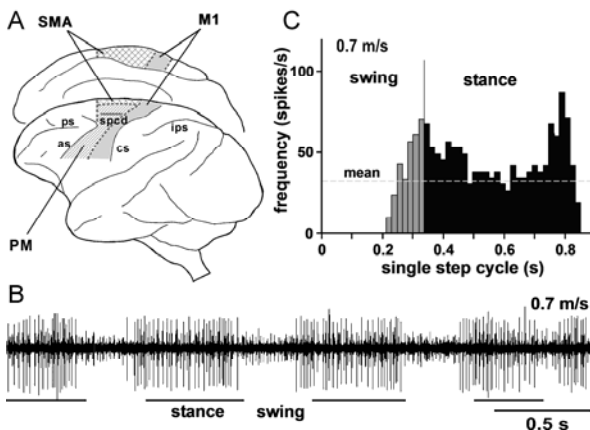 A
SMA
M1
ps
spcd
as
cs
ips
PM
C
0.7 m/s
swing
stance
100
50
0
mean
frequency (spikes/s)
0 0.2 0.4 0.6 0.8
single step cycle (s)
B
0.7 m/s
stance swing
0.5 s